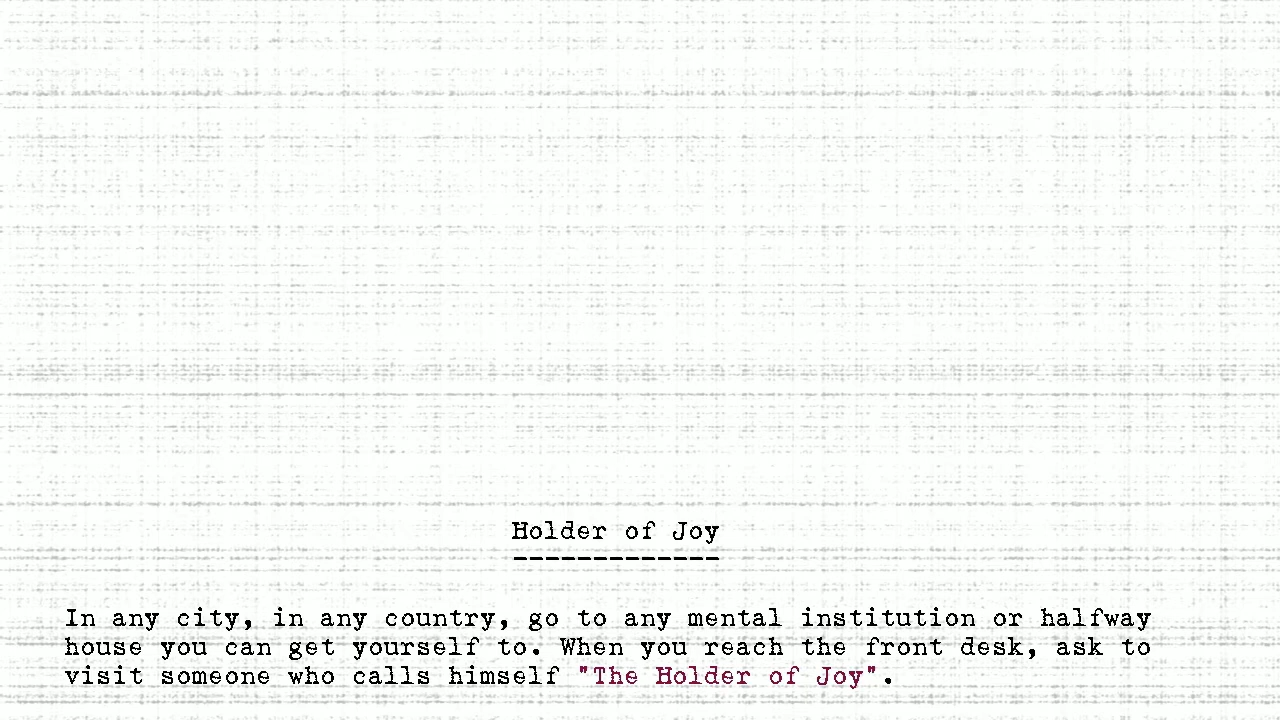 Holder of Joy
-------------
In any city, in any country, go to any mental institution or halfway
house you can get yourself to. When you reach the front desk, ask to
visit someone who calls himself "The Holder of Joy".